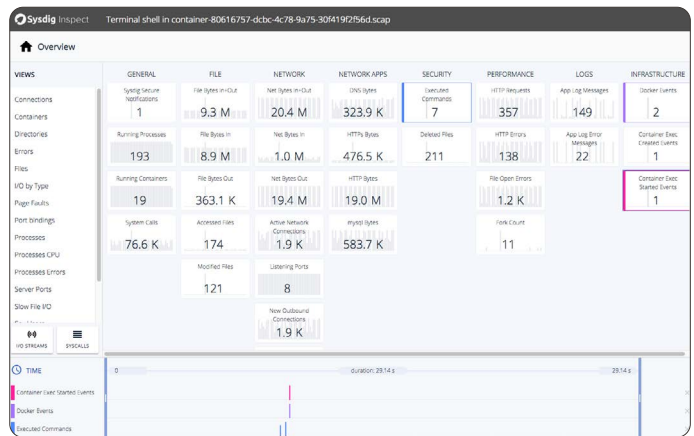 Sysdig Inspect
Terminal shell in container-80616757-dcbc-4c78-9a75-30f419f2f56d.scap
Overview
VIEWS
Connections
Containers
Directories
Errors
Files
I/O by Type
Page Faults
Port bindings
Processes
Processes CPU
Processes Errors
Server Ports
Slow File I/O
I/O STREAMS
SYSCALLS
GENERAL
Sysdig Secure
Notifications
1
Running Processes
193
Running Containers
19
System Calls
76.6 K
FILE
File Bytes In+Out
9.3 M
File Bytes In
8.9 M
File Bytes Out
363.1 K
Accessed Files
174
Modified Files
121
NETWORK
Net Bytes In+Out
20.4 M
Net Bytes In
1.0 M
Net Bytes Out
19.4 M
Active Network
Connections
1.9 K
Listening Ports
8
New Outbound
Connections
1.9 K
NETWORK APPS
DNS Bytes
323.9 K
HTTPs Bytes
476.5 K
HTTP Bytes
19.0 M
mysql Bytes
583.7 K
SECURITY
Executed
Commands
7
Deleted Files
211
PERFORMANCE
HTTP Requests
357
HTTP Errors
138
File Open Errors
1.2 K
Fork Count
11
LOGS
App Log Messages
149
App Log Error
Messages
22
INFRASTRUCTURE
Docker Events
2
Container Exec
Created Events
1
Container Exec
Started Events
1
TIME
0
duration: 29.14 s
29.14 s
Container Exec Started Events
Docker Events
Executed Commands